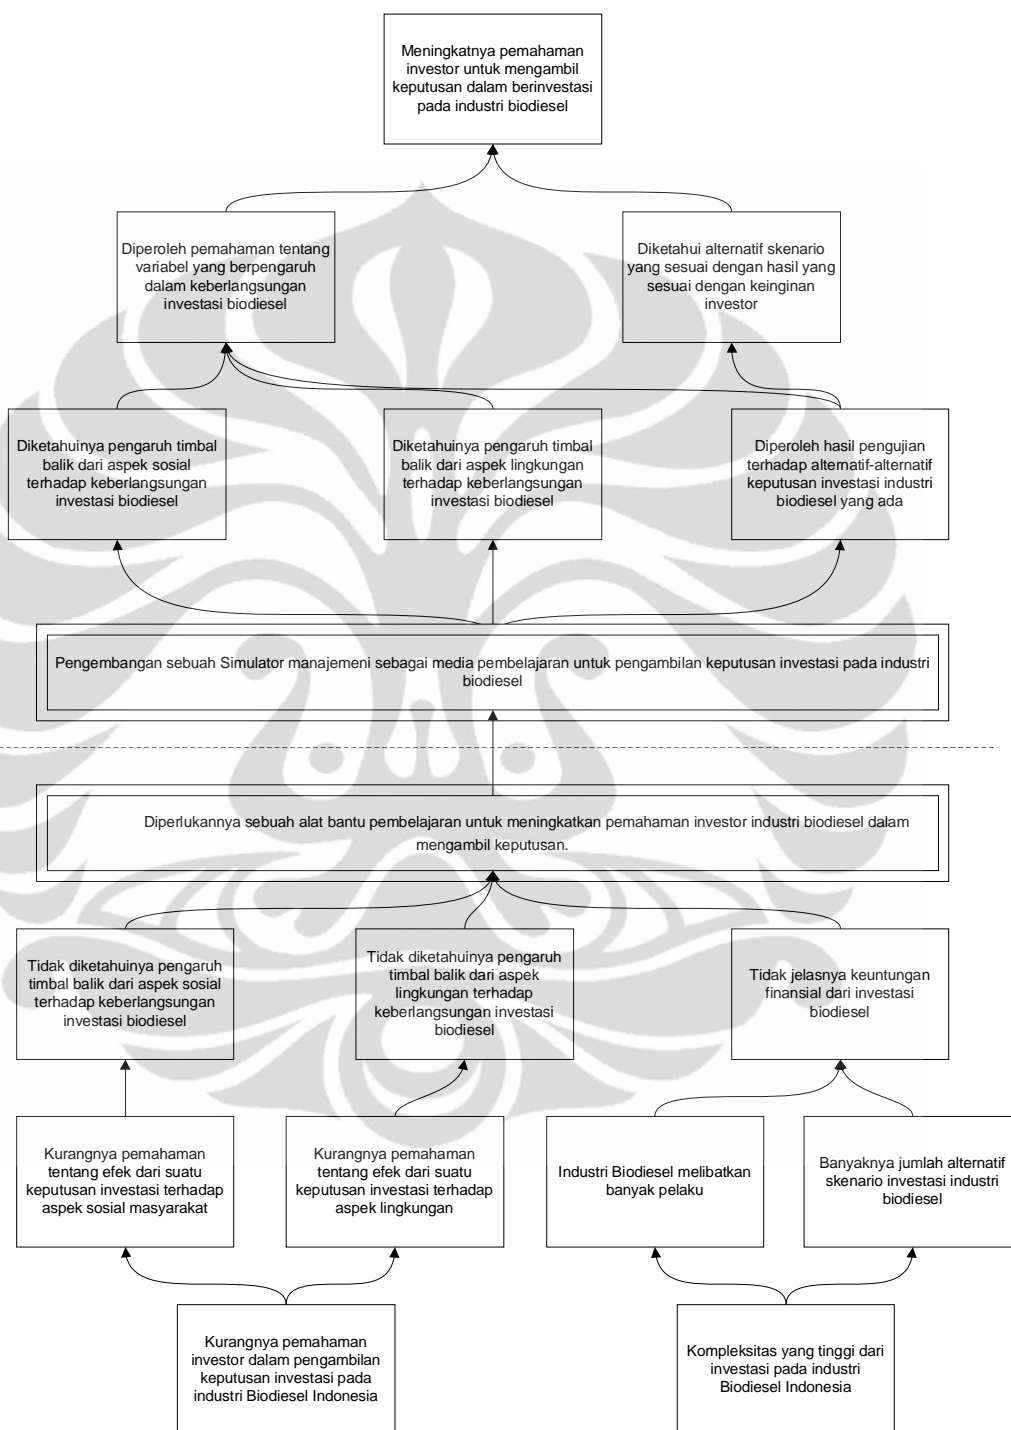 Meningkatnya pemahaman
investor untuk mengambil
keputusan dalam berinvestasi
pada industri biodiesel
Diperoleh pemahaman tentang
variabel yang berpengaruh
dalam keberlangsungan
investasi biodiesel
Diketahui alternatif skenario
yang sesuai dengan hasil yang
sesuai dengan keinginan
investor
Diketahuinya pengaruh timbal
balik dari aspek sosial
terhadap keberlangsungan
investasi biodiesel
Diketahuinya pengaruh timbal
balik dari aspek lingkungan
terhadap keberlangsungan
investasi biodiesel
Diperoleh hasil pengujian
terhadap alternatif-alternatif
keputusan investasi industri
biodiesel yang ada
Pengembangan sebuah Simulator manajemeni sebagai media pembelajaran untuk pengambilan keputusan investasi pada industri
biodiesel
Diperlukannya sebuah alat bantu pembelajaran untuk meningkatkan pemahaman investor industri biodiesel dalam
mengambil keputusan.
Tidak diketahuinya pengaruh
timbal balik dari aspek sosial
terhadap keberlangsungan
investasi biodiesel
Tidak diketahuinya pengaruh
timbal balik dari aspek
lingkungan terhadap
keberlangsungan investasi
biodiesel
Tidak jelasnya keuntungan
finansial dari investasi
biodiesel
Kurangnya pemahaman
tentang efek dari suatu
keputusan investasi terhadap
aspek sosial masyarakat
Kurangnya pemahaman
tentang efek dari suatu
keputusan investasi terhadap
aspek lingkungan
Industri Biodiesel melibatkan
banyak pelaku
Banyaknya jumlah alternatif
skenario investasi industri
biodiesel
Kurangnya pemahaman
investor dalam pengambilan
keputusan investasi pada
industri Biodiesel Indonesia
Kompleksitas yang tinggi dari
investasi pada industri
Biodiesel Indonesia